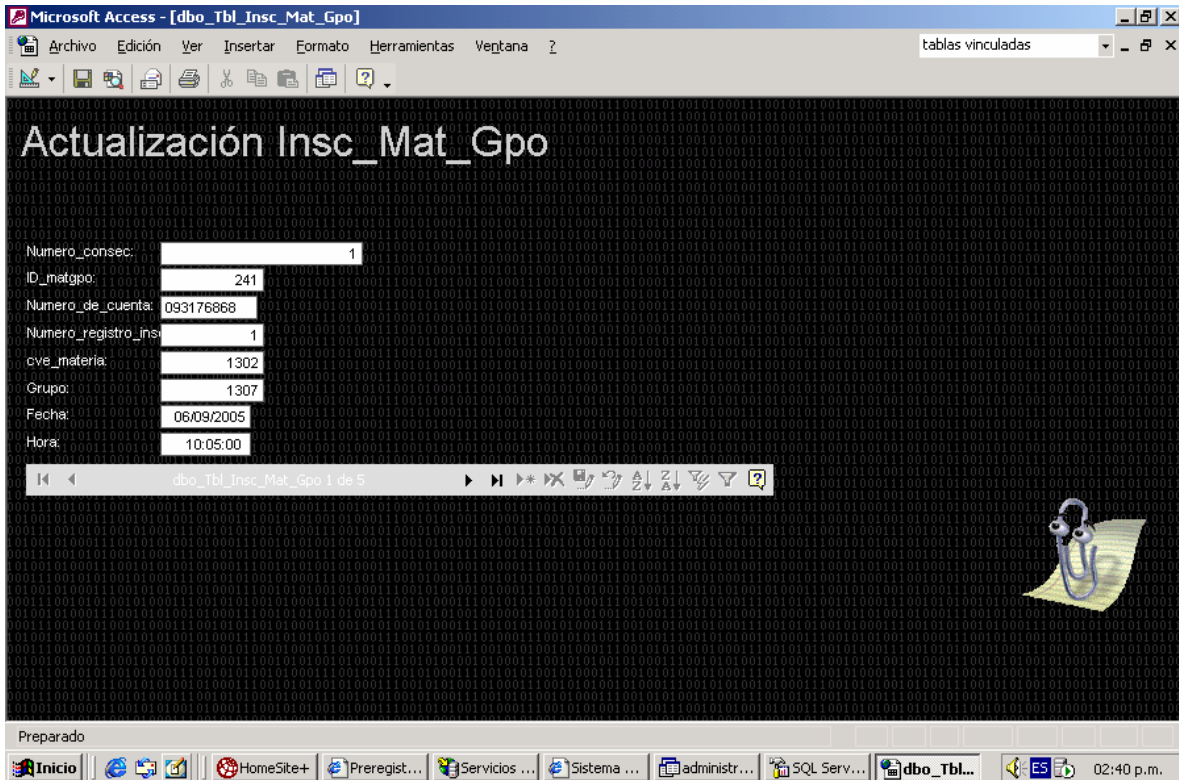 Microsoft Access - [dbo_Tbl_Insc_Mat_Gpo]
Archivo Edición Ver Insertar Formato Herramientas Ventana ? tablas vinculadas
Actualización Insc_Mat_Gpo
Numero_consec: 1
ID_matgpo: 241
Numero_de_cuenta: 093176868
Numero_registro_ins 1
cve_materia: 1302
Grupo: 1307
Fecha: 06/09/2005
Hora: 10:05:00
dbo_Tbl_Insc_Mat_Gpo 1 de 5
Preparado
Inicio HomeSite+ Preregist... Servicios ... Sistema ... administr... SQL Serv... dbo_Tbl... ES 02:40 p.m.